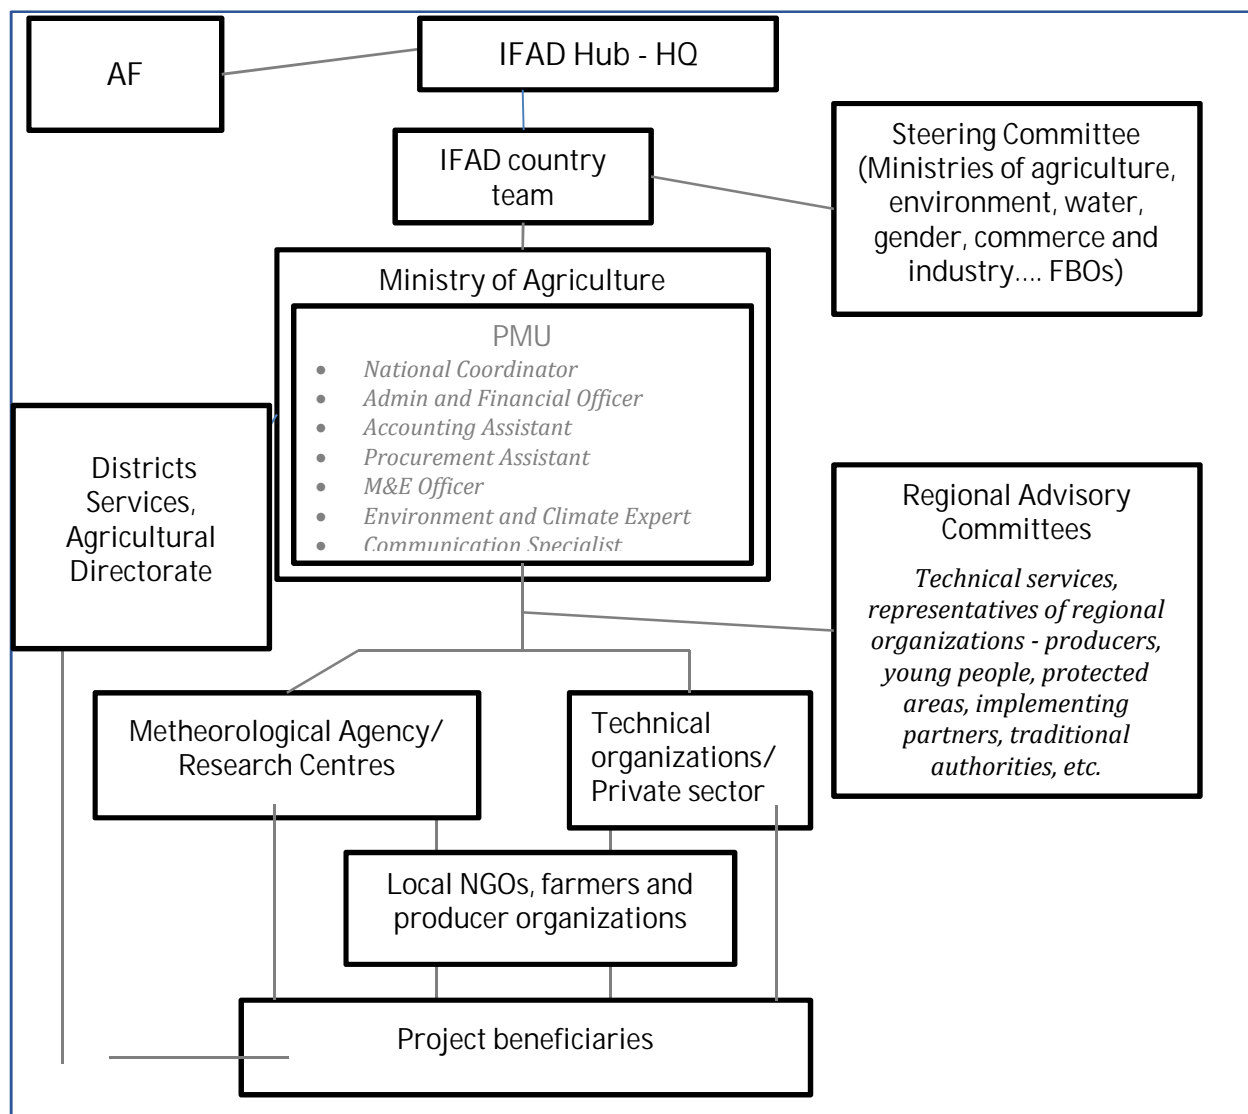 AF
IFAD Hub - HQ
IFAD country
team
Steering Committee
(Ministries of agriculture,
environment, water,
gender, commerce and
industry.... FBOs)
Ministry of Agriculture
PMU
• National Coordinator
• Admin and Financial Officer
• Accounting Assistant
• Procurement Assistant
• M&E Officer
• Environment and Climate Expert
• Communication Specialist
Districts
Services,
Agricultural
Directorate
Regional Advisory
Committees
Technical services,
representatives of regional
organizations - producers,
young people, protected
areas, implementing
partners, traditional
authorities, etc.
Metheorological Agency/
Research Centres
Technical
organizations/
Private sector
Local NGOs, farmers and
producer organizations
Project beneficiaries